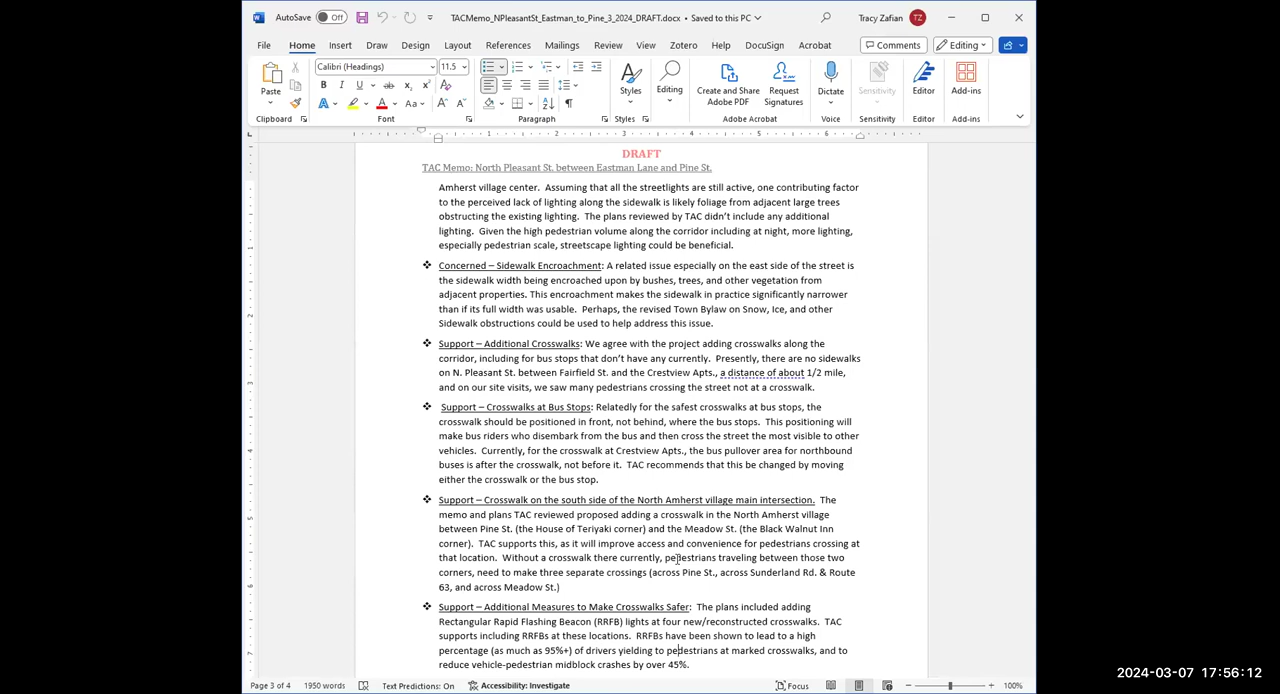 AutoSave Off TACMemo_NPleasantSt_Eastman_to_Pine_3_2024_DRAFT.docx • Saved to this PC Tracy Zafian TZ
File Home Insert Draw Design Layout References Mailings Review View Zotero Help DocuSign Acrobat Comments Editing
Calibri (Headings) 11.5
Paste Styles Editing Create and Share Adobe PDF Request Signatures Dictate Sensitivity Editor Add-ins
Clipboard Font Paragraph Styles Adobe Acrobat Voice Sensitivity Editor Add-ins
DRAFT
TAC Memo: North Pleasant St. between Eastman Lane and Pine St.
Amherst village center.  Assuming that all the streetlights are still active, one contributing factor
to the perceived lack of lighting along the sidewalk is likely foliage from adjacent large trees
obstructing the existing lighting.  The plans reviewed by TAC didn't include any additional
lighting.  Given the high pedestrian volume along the corridor including at night, more lighting,
especially pedestrian scale, streetscape lighting could be beneficial.
❖ Concerned – Sidewalk Encroachment: A related issue especially on the east side of the street is
the sidewalk width being encroached upon by bushes, trees, and other vegetation from
adjacent properties. This encroachment makes the sidewalk in practice significantly narrower
than if its full width was usable.  Perhaps, the revised Town Bylaw on Snow, Ice, and other
Sidewalk obstructions could be used to help address this issue.
❖ Support – Additional Crosswalks: We agree with the project adding crosswalks along the
corridor, including for bus stops that don't have any currently.  Presently, there are no sidewalks
on N. Pleasant St. between Fairfield St. and the Crestview Apts., a distance of about 1/2 mile,
and on our site visits, we saw many pedestrians crossing the street not at a crosswalk.
❖ Support – Crosswalks at Bus Stops: Relatedly for the safest crosswalks at bus stops, the
crosswalk should be positioned in front, not behind, where the bus stops.  This positioning will
make bus riders who disembark from the bus and then cross the street the most visible to other
vehicles.  Currently, for the crosswalk at Crestview Apts., the bus pullover area for northbound
buses is after the crosswalk, not before it.  TAC recommends that this be changed by moving
either the crosswalk or the bus stop.
❖ Support – Crosswalk on the south side of the North Amherst village main intersection.  The
memo and plans TAC reviewed proposed adding a crosswalk in the North Amherst village
between Pine St. (the House of Teriyaki corner) and the Meadow St. (the Black Walnut Inn
corner).  TAC supports this, as it will improve access and convenience for pedestrians crossing at
that location.  Without a crosswalk there currently, pedestrians traveling between those two
corners, need to make three separate crossings (across Pine St., across Sunderland Rd. & Route
63, and across Meadow St.)
❖ Support – Additional Measures to Make Crosswalks Safer:  The plans included adding
Rectangular Rapid Flashing Beacon (RRFB) lights at four new/reconstructed crosswalks.  TAC
supports including RRFBs at these locations.  RRFBs have been shown to lead to a high
percentage (as much as 95%+) of drivers yielding to pedestrians at marked crosswalks, and to
reduce vehicle-pedestrian midblock crashes by over 45%.
Page 3 of 4 1950 words Text Predictions: On Accessibility: Investigate Focus 100%
2024-03-07 17:56:12